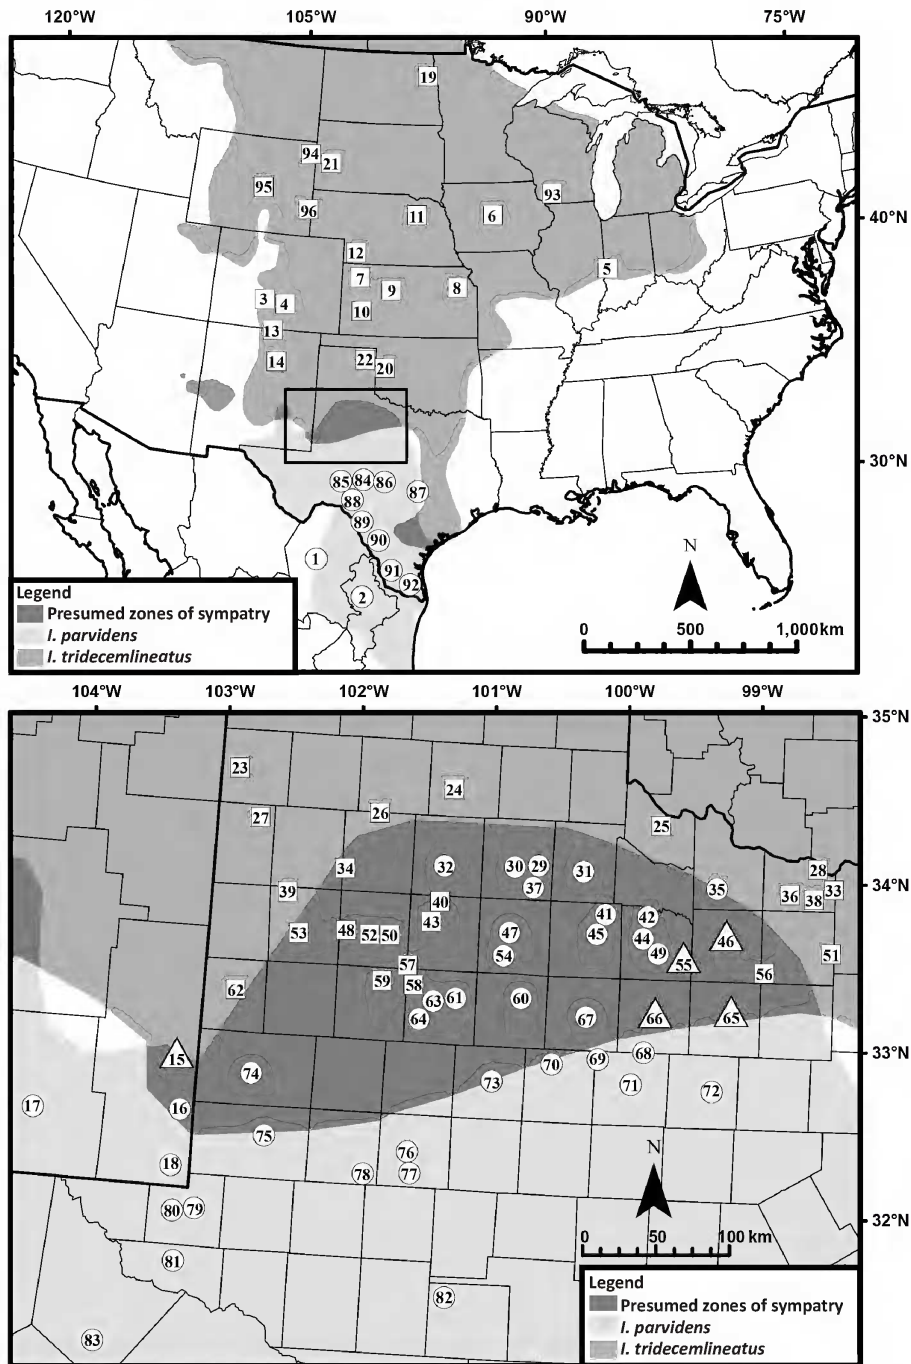 120°W 105°W 90°W 75°W
19
94 21
95 93
96 11 6 40°N
12
7 5
9 8
3 4
10
13
14 22 20
30°N
85 84 86
88 87
89
90
1
91
92
2
N
Legend
Presumed zones of sympatry
I. parvidens
I. tridecemlineatus
0 500 1,000 km
104°W 103°W 102°W 101°W 100°W 99°W
35°N
23
24
27 26
25
34 32 30 29 31 28
34°N
39 37 35 36 38 33
40
43 41 42
53 48 52 50 47 45 44 46
54 49 55 51
57 56
62 59 58
63 61 60
64 67 66 65
33°N
15 68
74 70 69
73 71 72
17 16
75
76
18 78 77
N
80 79 32°N
81
0 50 100 km
82
83
Legend
Presumed zones of sympatry
I. parvidens
I. tridecemlineatus